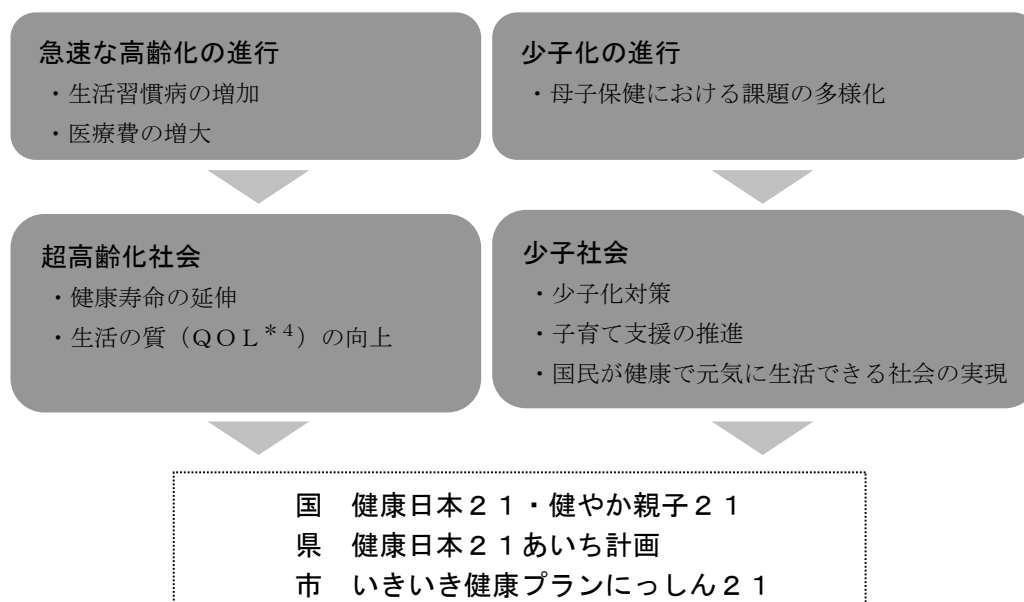 急速な高齢化の進行
・生活習慣病の増加
・医療費の増大
少子化の進行
・母子保健における課題の多様化
超高齢化社会
・健康寿命の延伸
・生活の質（ＱＯＬ＊４）の向上
少子社会
・少子化対策
・子育て支援の推進
・国民が健康で元気に生活できる社会の実現
国　健康日本２１・健やか親子２１
県　健康日本２１あいち計画
市　いきいき健康プランにっしん２１